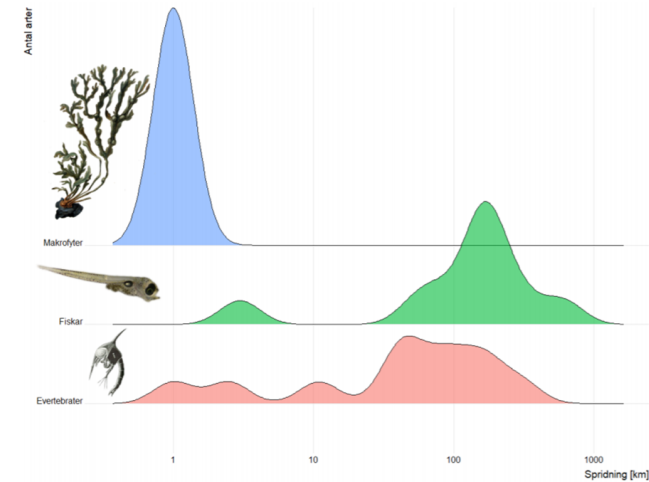 Antal arter
Makrofyter
Fiskar
Evertebrater
1 10 100 1000
Spridning [km]